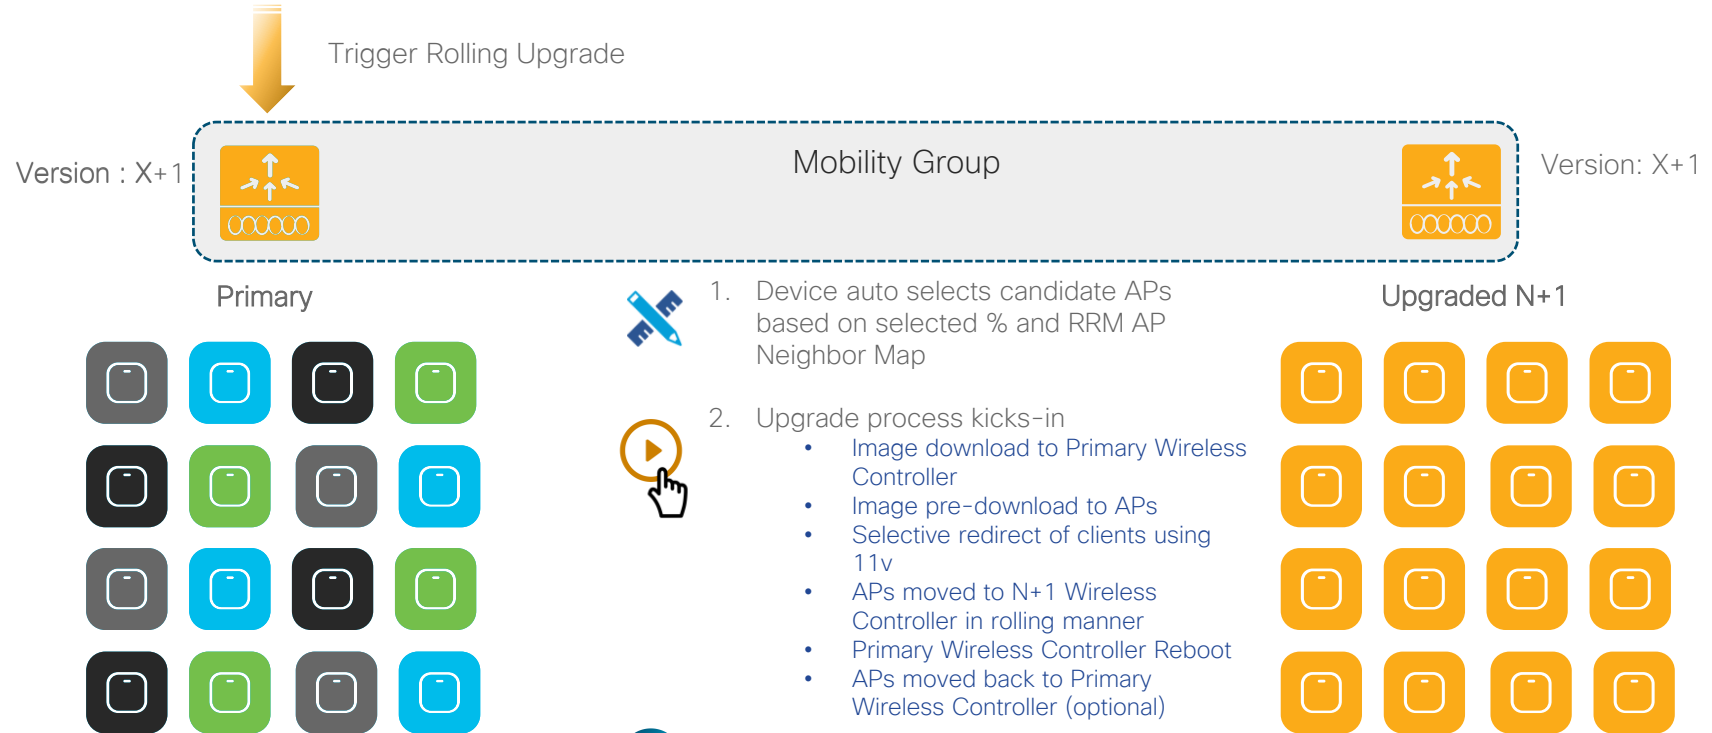 Trigger Rolling Upgrade
Mobility Group
Version : X+1
Version: X+1
Primary
Upgraded N+1
1. Device auto selects candidate APs
based on selected % and RRM AP
Neighbor Map
2. Upgrade process kicks-in
• Image download to Primary Wireless
Controller
• Image pre-download to APs
• Selective redirect of clients using
11v
• APs moved to N+1 Wireless
Controller in rolling manner
• Primary Wireless Controller Reboot
• APs moved back to Primary
Wireless Controller (optional)